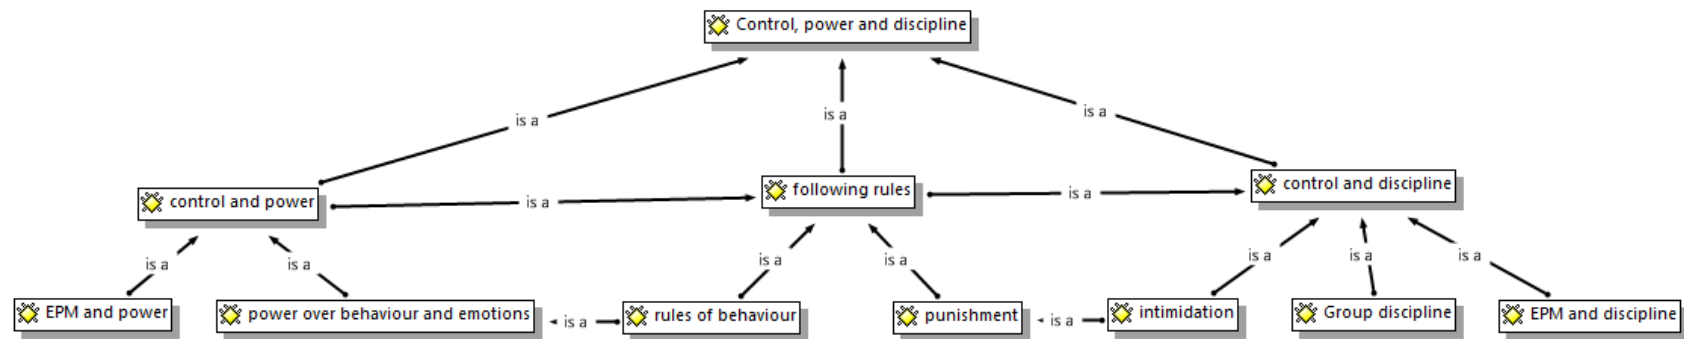 Control, power and discipline
is a
is a
is a
control and power
is a
following rules
is a
control and discipline
is a
is a
is a
is a
is a
is a
is a
EPM and power
power over behaviour and emotions
is a
rules of behaviour
punishment
is a
intimidation
Group discipline
EPM and discipline